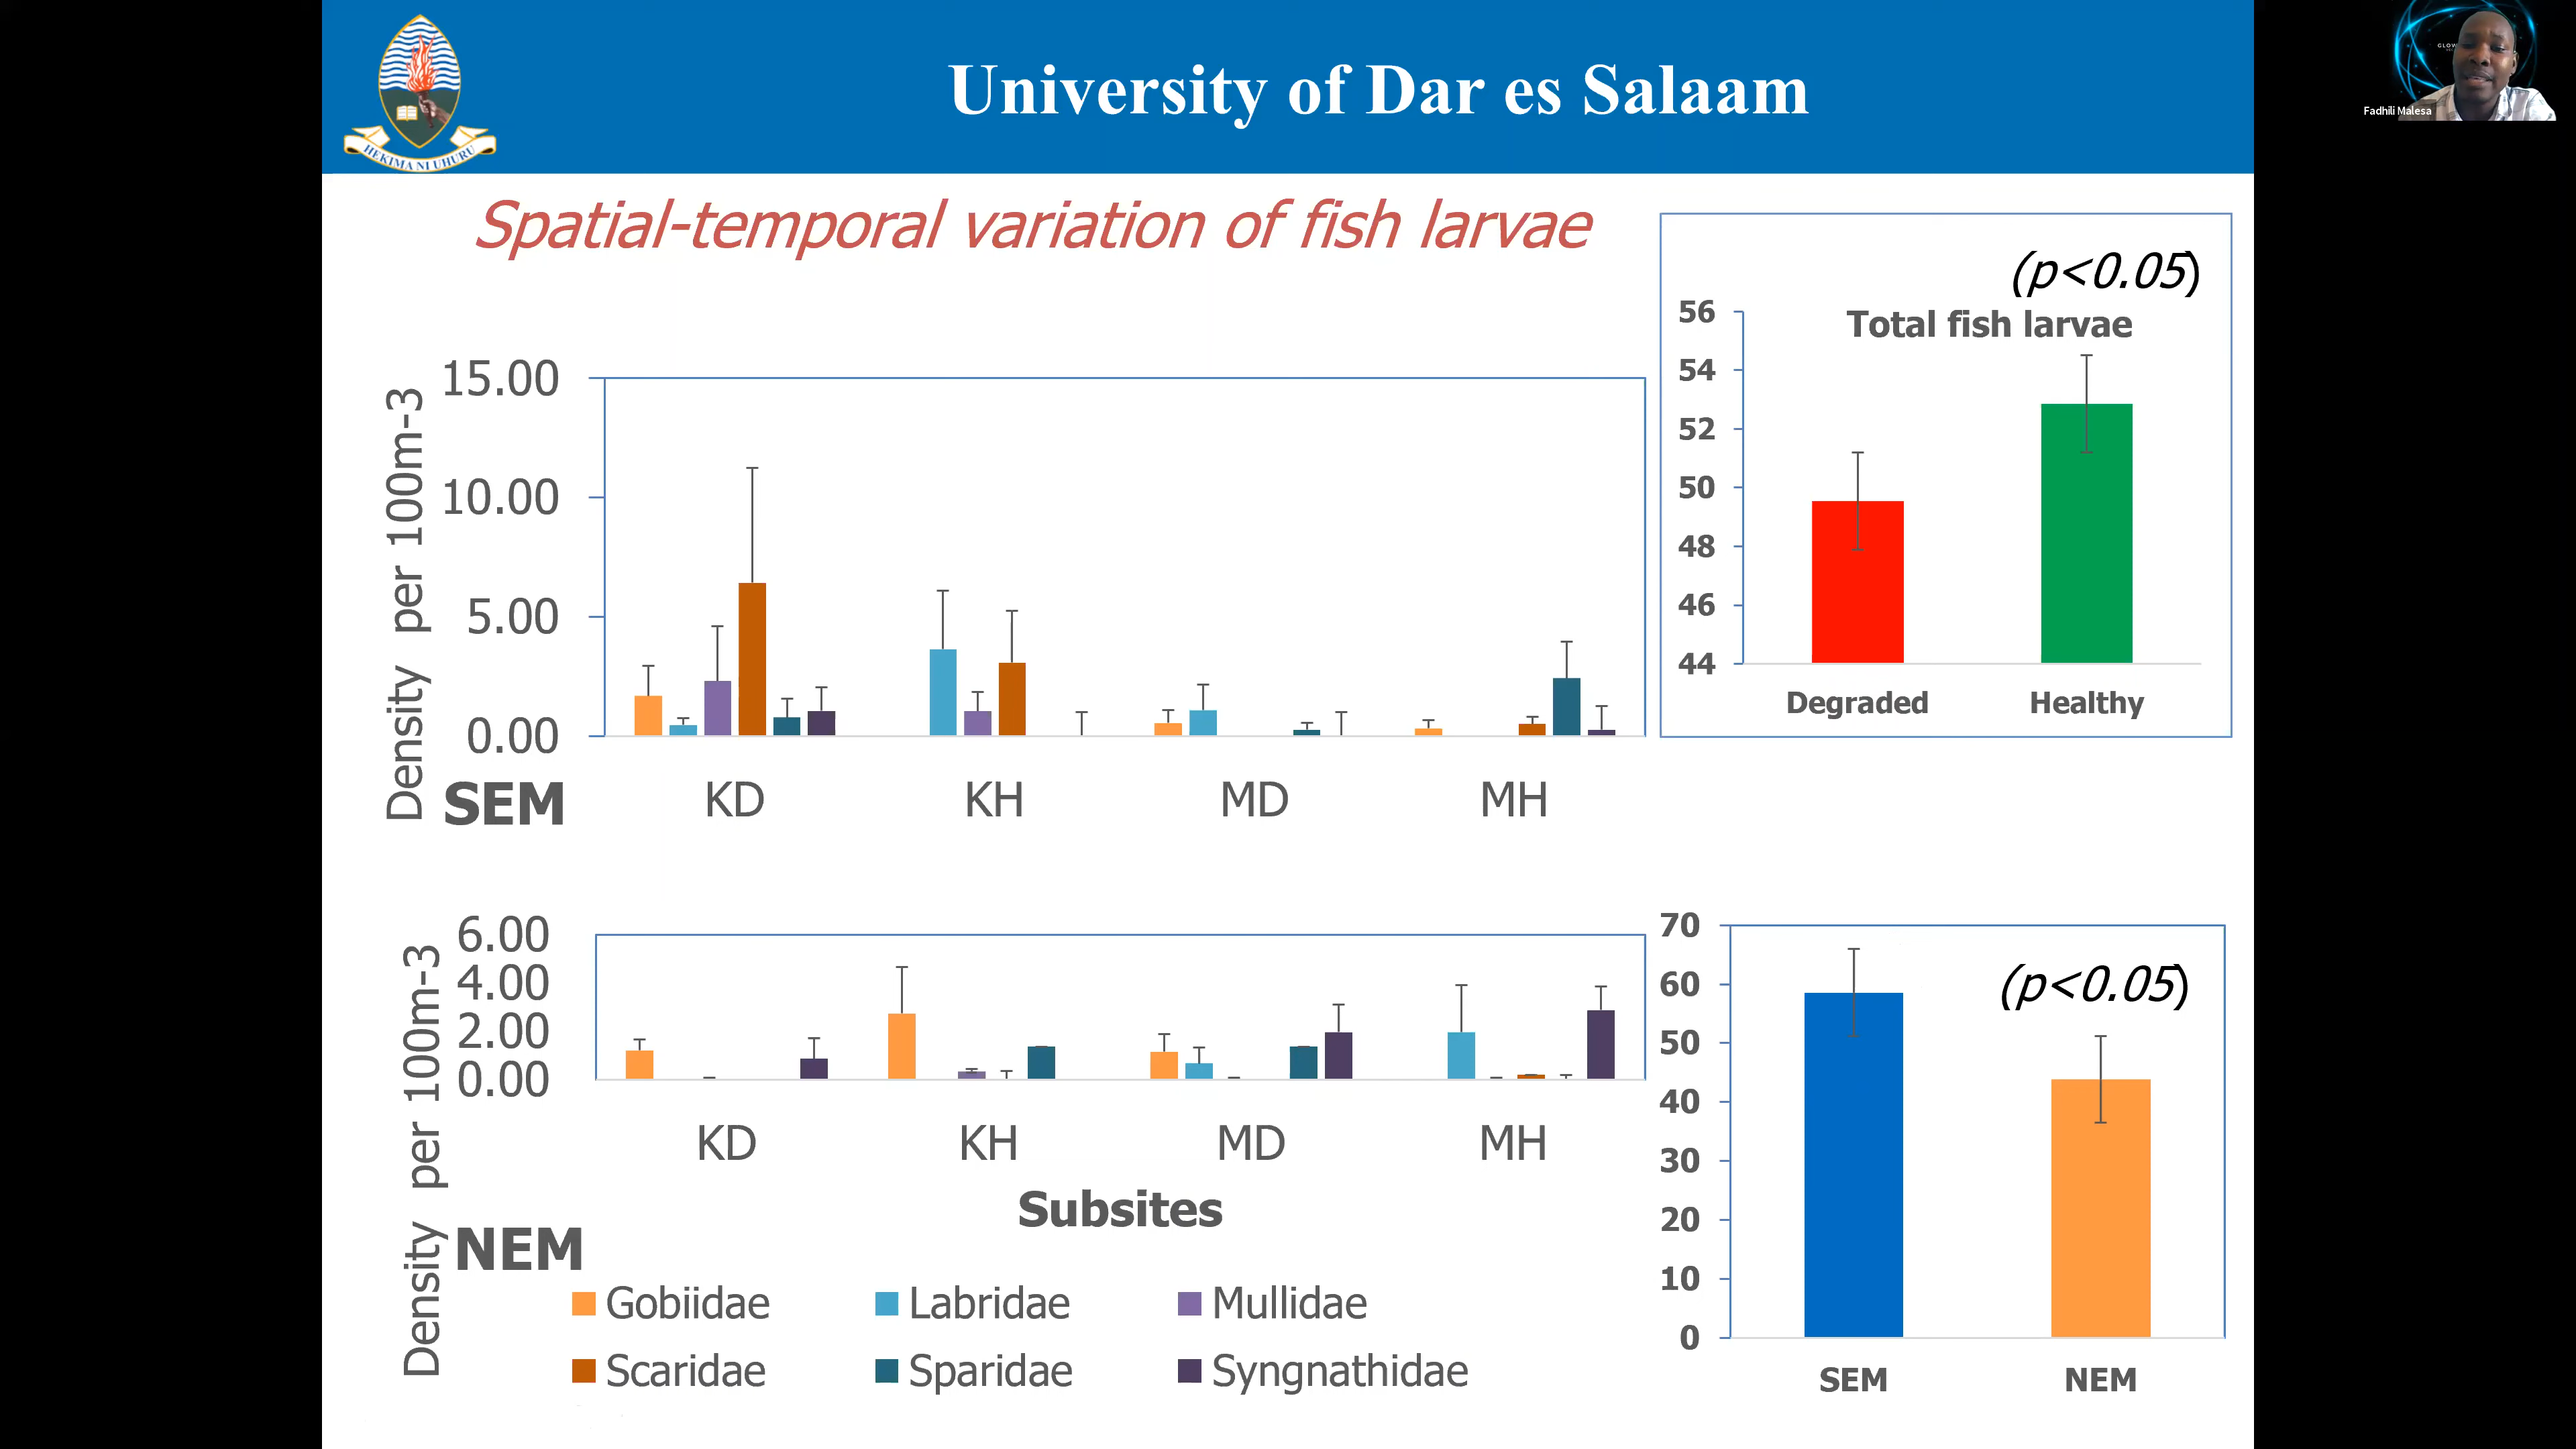 University of Dar es Salaam
HEKIMA NI UHURU
Fadhili Malesa
Spatial-temporal variation of fish larvae
(p<0.05)
Total fish larvae
56
54
52
50
48
46
44
Degraded
Healthy
Density per 100m-3
15.00
10.00
5.00
0.00
SEM
KD
KH
MD
MH
Density per 100m-3
6.00
4.00
2.00
0.00
KD
KH
MD
MH
Subsites
NEM
Gobiidae
Labridae
Mullidae
Scaridae
Sparidae
Syngnathidae
70
60
50
40
30
20
10
0
(p<0.05)
SEM
NEM